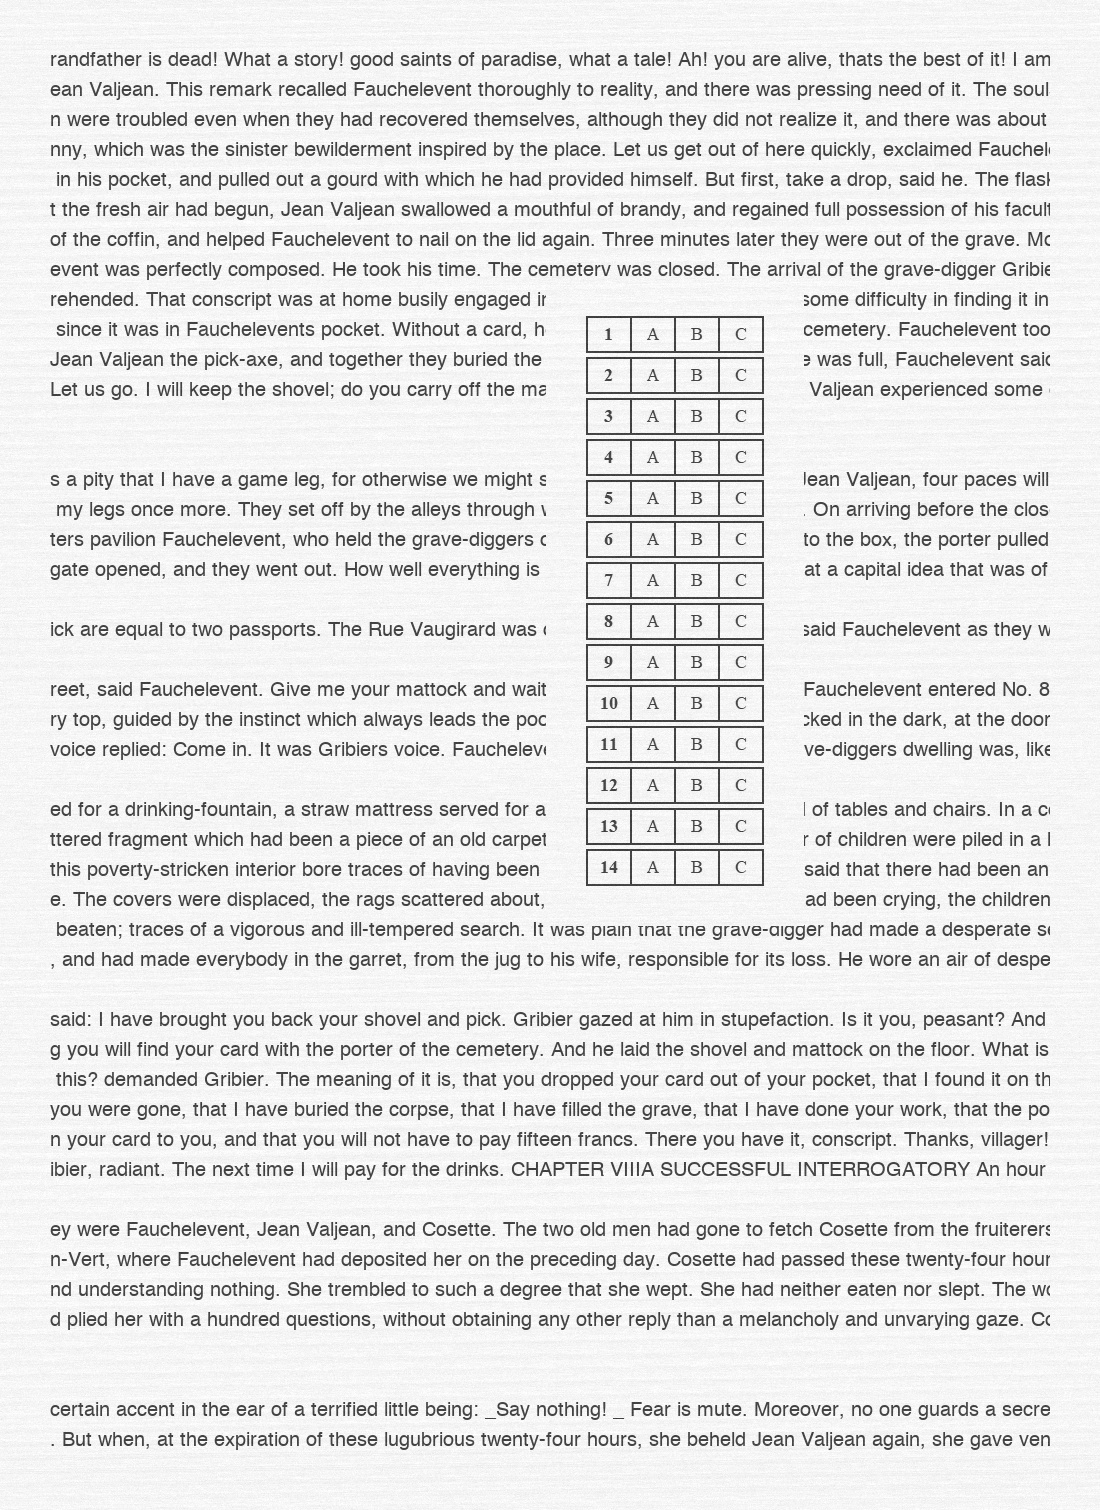 randfather is dead! What a story! good saints of paradise, what a tale! Ah! you are alive, thats the best of it! I am
ean Valjean. This remark recalled Fauchelevent thoroughly to reality, and there was pressing need of it. The soul
n were troubled even when they had recovered themselves, although they did not realize it, and there was about
nny, which was the sinister bewilderment inspired by the place. Let us get out of here quickly, exclaimed Fauchel
in his pocket, and pulled out a gourd with which he had provided himself. But first, take a drop, said he. The flas
t the fresh air had begun, Jean Valjean swallowed a mouthful of brandy, and regained full possession of his facult
of the coffin, and helped Fauchelevent to nail on the lid again. Three minutes later they were out of the grave. Mo
event was perfectly composed. He took his time. The cemetery was closed. The arrival of the grave-digger Gribie
rehended. That conscript was at home busily engaged in some difficulty in finding it in
since it was in Fauchelevents pocket. Without a card, h cemetery. Fauchelevent too
Jean Valjean the pick-axe, and together they buried the e was full, Fauchelevent said
Let us go. I will keep the shovel; do you carry off the ma Valjean experienced some
s a pity that I have a game leg, for otherwise we might s Jean Valjean, four paces will
my legs once more. They set off by the alleys through . On arriving before the clos
ters pavilion Fauchelevent, who held the grave-diggers c to the box, the porter pulled
gate opened, and they went out. How well everything is at a capital idea that was of
ick are equal to two passports. The Rue Vaugirard was said Fauchelevent as they w
reet, said Fauchelevent. Give me your mattock and wait Fauchelevent entered No. 8
ry top, guided by the instinct which always leads the poo cked in the dark, at the door
voice replied: Come in. It was Gribiers voice. Faucheleve ve-diggers dwelling was, like
ed for a drinking-fountain, a straw mattress served for a of tables and chairs. In a c
ttered fragment which had been a piece of an old carpet r of children were piled in a
this poverty-stricken interior bore traces of having been said that there had been an
e. The covers were displaced, the rags scattered about, ad been crying, the children
beaten; traces of a vigorous and ill-tempered search. It was plain that the grave-digger had made a desperate se
, and had made everybody in the garret, from the jug to his wife, responsible for its loss. He wore an air of despe
said: I have brought you back your shovel and pick. Gribier gazed at him in stupefaction. Is it you, peasant? And
g you will find your card with the porter of the cemetery. And he laid the shovel and mattock on the floor. What is
this? demanded Gribier. The meaning of it is, that you dropped your card out of your pocket, that I found it on th
you were gone, that I have buried the corpse, that I have filled the grave, that I have done your work, that the po
n your card to you, and that you will not have to pay fifteen francs. There you have it, conscript. Thanks, villager!
ibier, radiant. The next time I will pay for the drinks. CHAPTER VIIIA SUCCESSFUL INTERROGATORY An hour
ey were Fauchelevent, Jean Valjean, and Cosette. The two old men had gone to fetch Cosette from the fruiterers
n-Vert, where Fauchelevent had deposited her on the preceding day. Cosette had passed these twenty-four hour
nd understanding nothing. She trembled to such a degree that she wept. She had neither eaten nor slept. The wo
d plied her with a hundred questions, without obtaining any other reply than a melancholy and unvarying gaze. Co
certain accent in the ear of a terrified little being: _Say nothing! _ Fear is mute. Moreover, no one guards a secre
. But when, at the expiration of these lugubrious twenty-four hours, she beheld Jean Valjean again, she gave ven
1 A B C
2 A B C
3 A B C
4 A B C
5 A B C
6 A B C
7 A B C
8 A B C
9 A B C
10 A B C
11 A B C
12 A B C
13 A B C
14 A B C